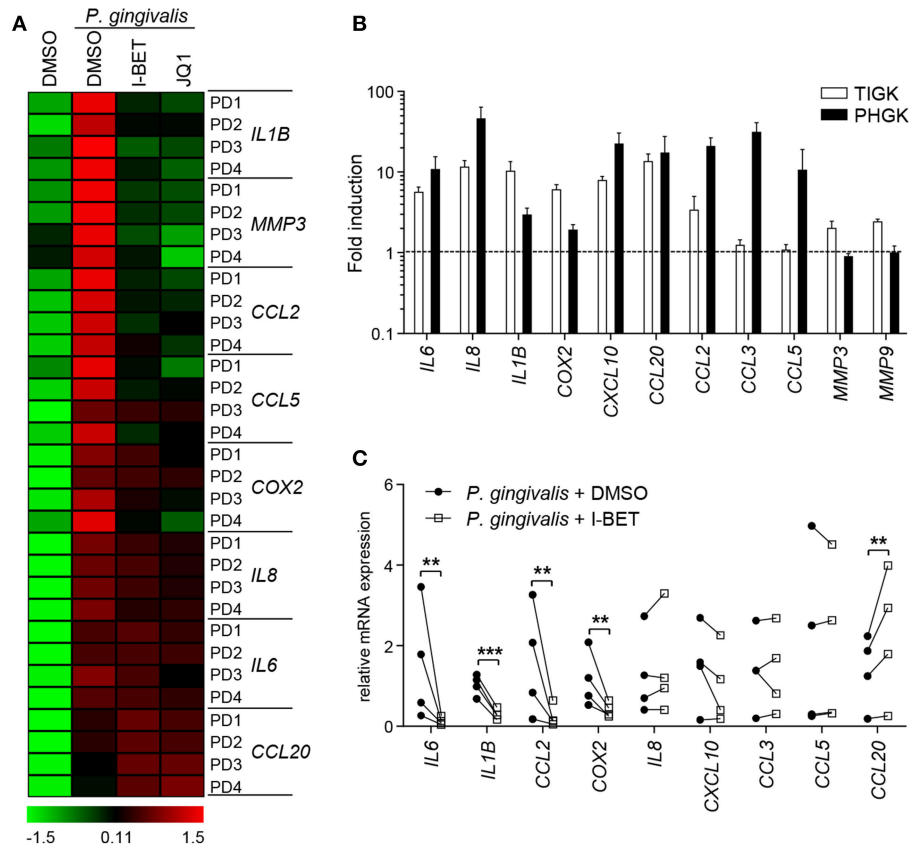 A
P. gingivalis
DMSO
DMSO
I-BET
JQ1
PD1
PD2
PD3
PD4
IL1B
PD1
PD2
PD3
PD4
MMP3
PD1
PD2
PD3
PD4
CCL2
PD1
PD2
PD3
PD4
CCL5
PD1
PD2
PD3
PD4
COX2
PD1
PD2
PD3
PD4
IL8
PD1
PD2
PD3
PD4
IL6
PD1
PD2
PD3
PD4
CCL20
-1.5 0.11 1.5
B
TIGK
PHGK
Fold induction
100
10
1
0.1
IL6
IL8
IL1B
COX2
CXCL10
CCL20
CCL2
CCL3
CCL5
MMP3
MMP9
C
P. gingivalis + DMSO
P. gingivalis + I-BET
relative mRNA expression
6
4
2
0
**
***
**
**
**
IL6
IL1B
CCL2
COX2
IL8
CXCL10
CCL3
CCL5
CCL20